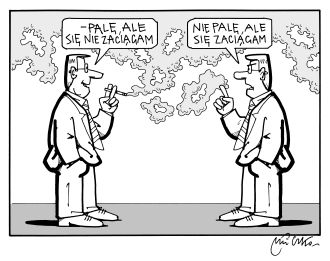 -PALĘ, ALE
SIĘ NIE ZACIĄGAM
NIE PALĘ, ALE
SIĘ ZACIĄGAM